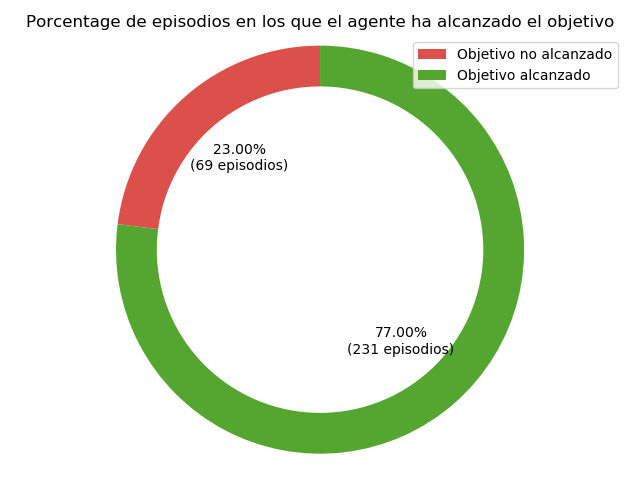 Porcentage de episodios en los que el agente ha alcanzado el objetivo
Objetivo no alcanzado
Objetivo alcanzado
23.00%
(69 episodios)
77.00%
(231 episodios)